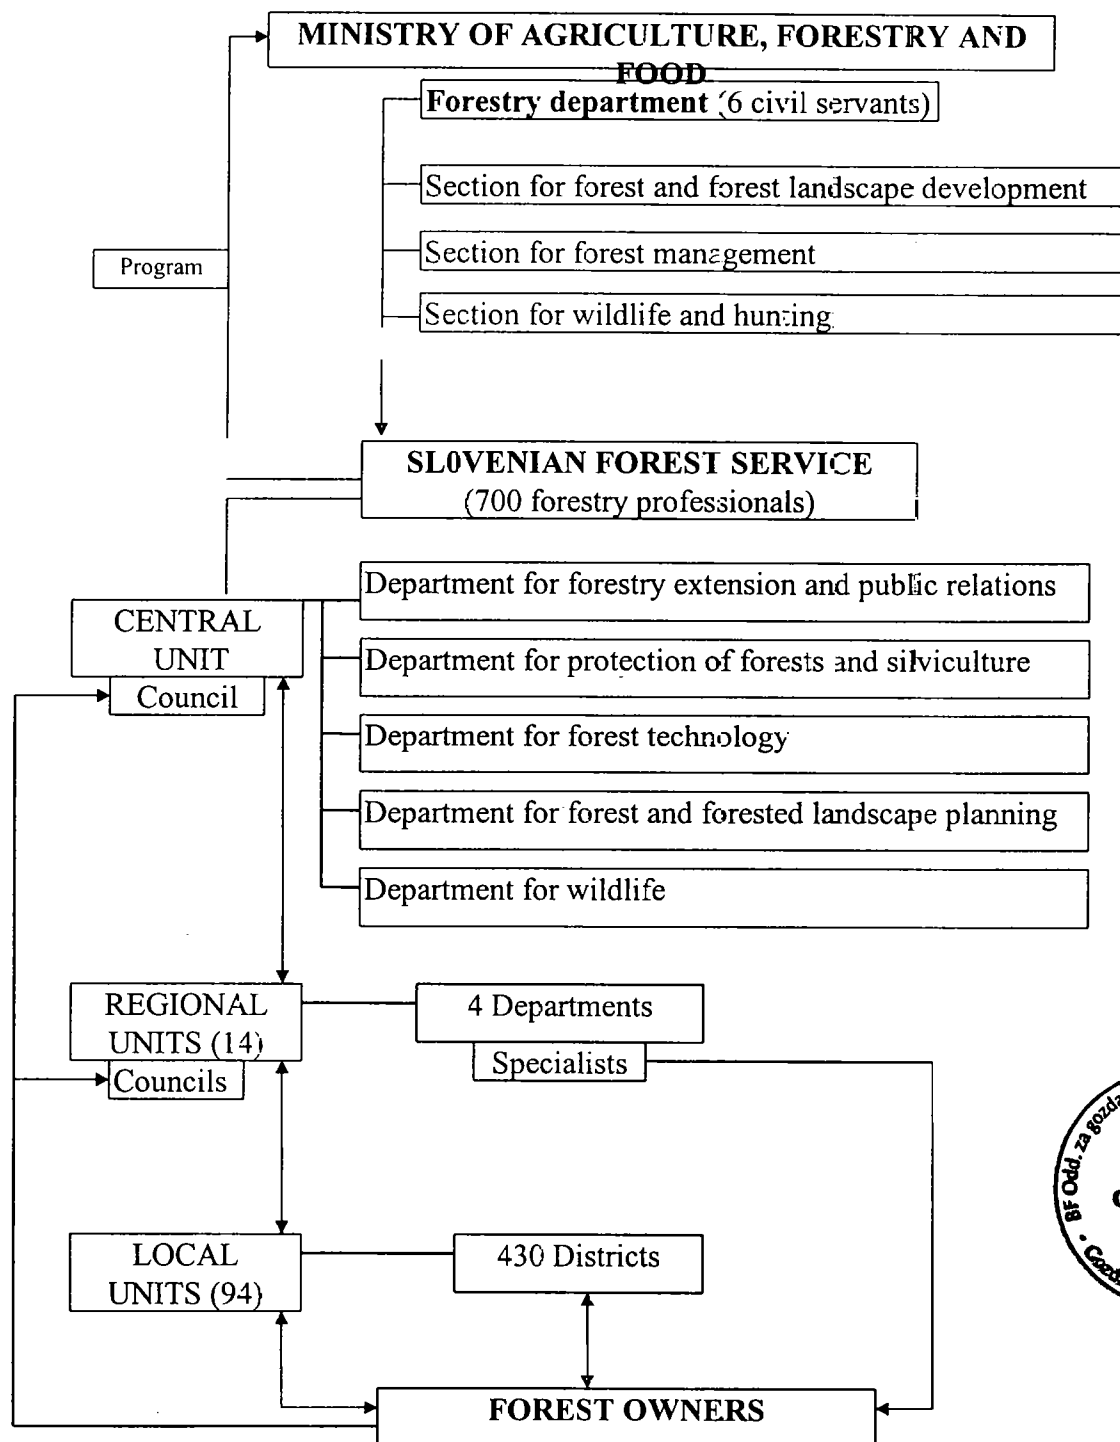 MINISTRY OF AGRICULTURE, FORESTRY AND
FOOD
Forestry department (6 civil servants)
Section for forest and forest landscape development
Section for forest management
Program
Section for wildlife and hunting
SL0VENIAN FOREST SERVICE
(700 forestry professionals)
Department for forestry extension and public relations
CENTRAL
UNIT
Council
Department for protection of forests and silviculture
Department for forest technology
Department for forest and forested landscape planning
Department for wildlife
REGIONAL
UNITS (14)
Councils
4 Departments
Specialists
BF Odd. za
LOCAL
UNITS (94)
430 Districts
FOREST OWNERS